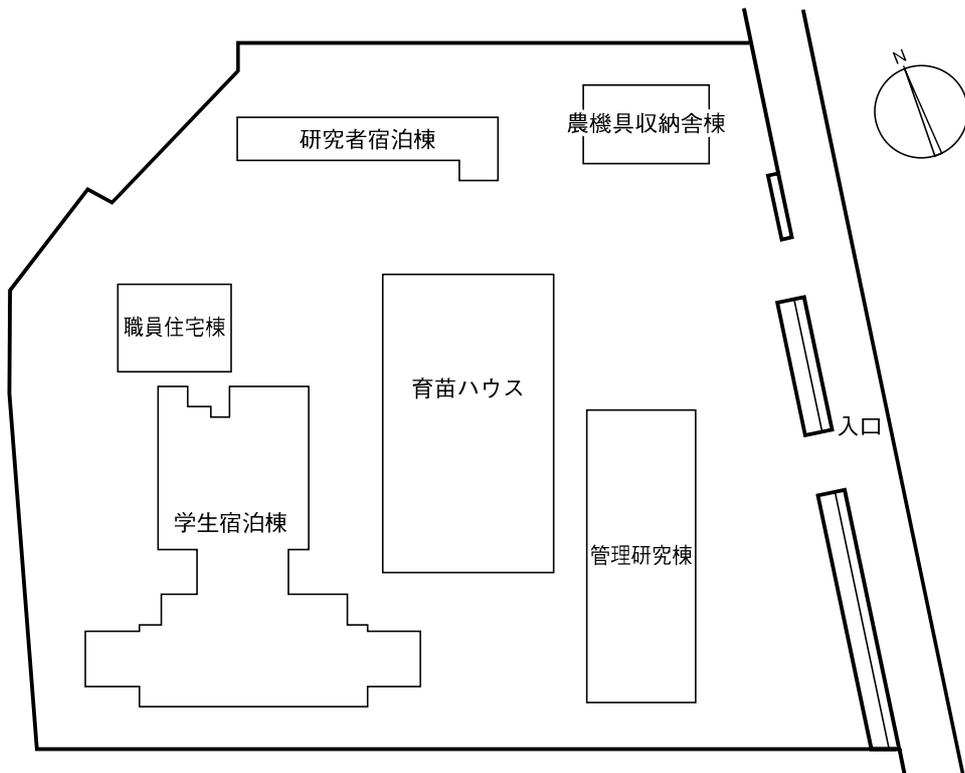 N
農機具収納舎棟
研究者宿泊棟
職員住宅棟
育苗ハウス
入口
学生宿泊棟
管理研究棟